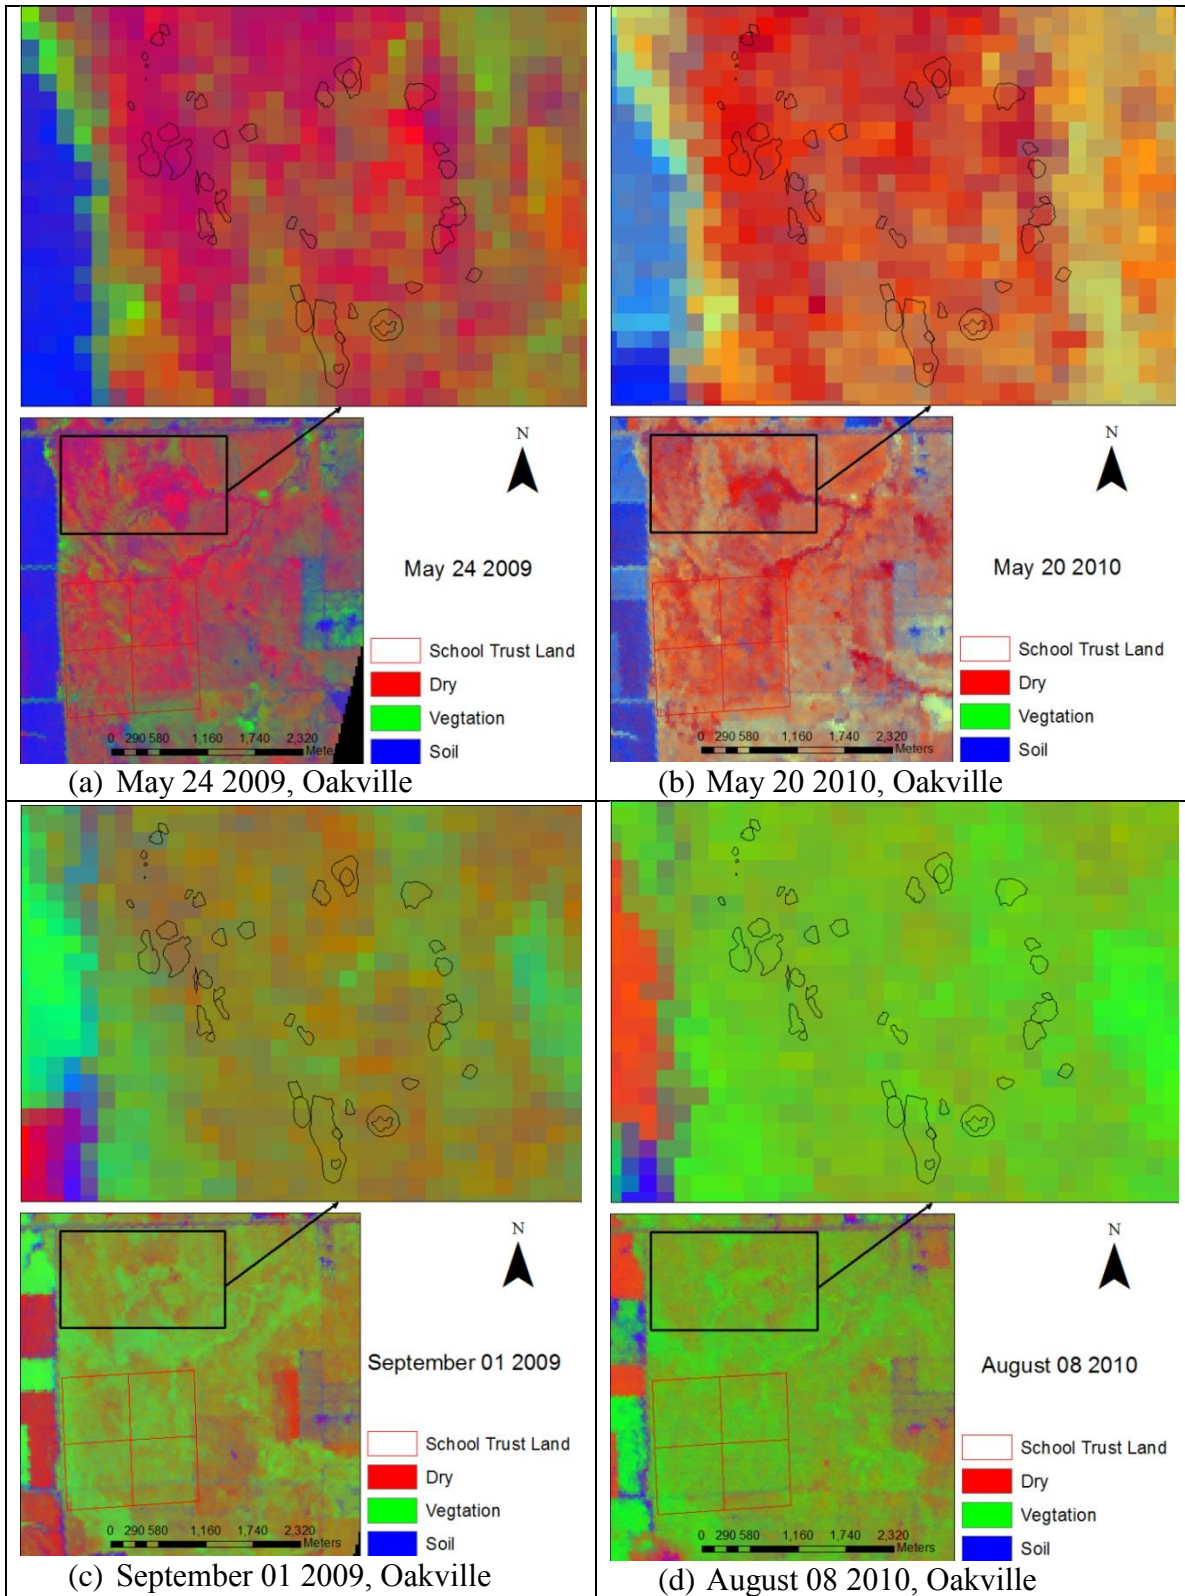 N
May 24 2009
School Trust Land
Dry
Vegtation
Soil
0 290 580 1,160 1,740 2,320
Mete
(a) May 24 2009, Oakville
N
May 20 2010
School Trust Land
Dry
Vegtation
Soil
0 290 580 1,160 1,740 2,320
Meters
(b) May 20 2010, Oakville
N
September 01 2009
School Trust Land
Dry
Vegtation
Soil
0 290 580 1,160 1,740 2,320
Meters
(c) September 01 2009, Oakville
N
August 08 2010
School Trust Land
Dry
Vegtation
Soil
0 290 580 1,160 1,740 2,320
Meters
(d) August 08 2010, Oakville